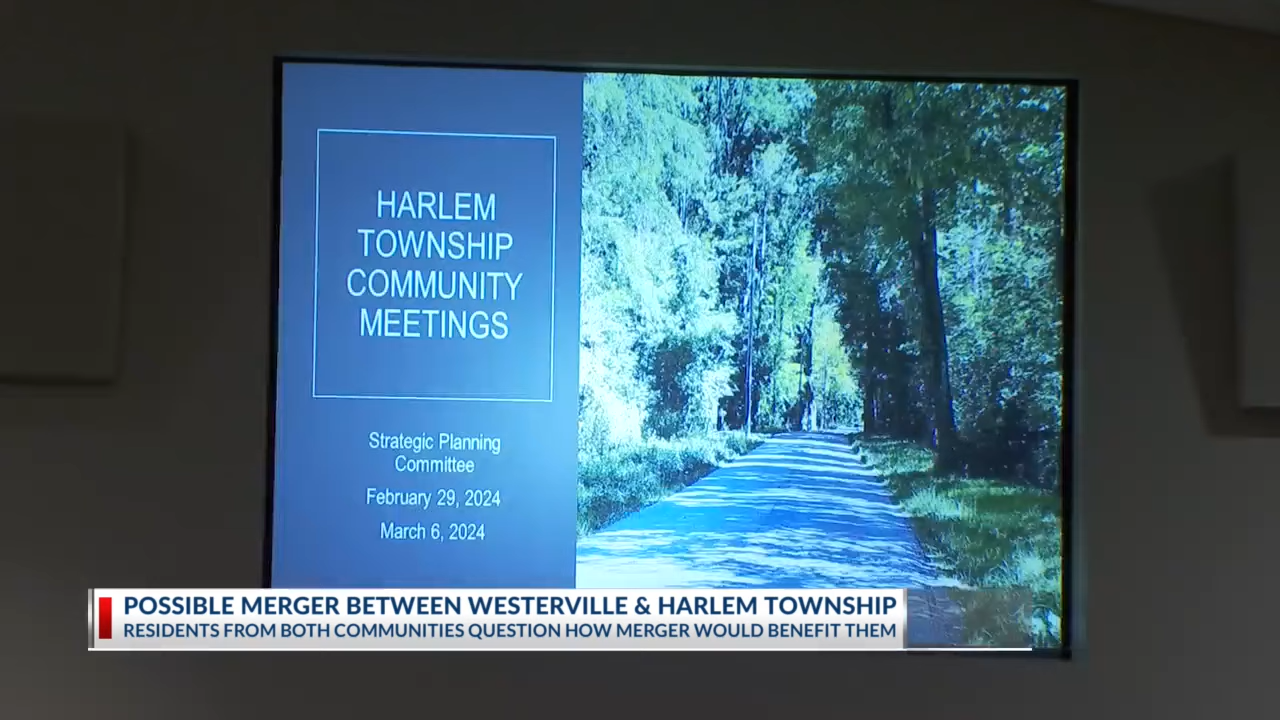 HARLEM
TOWNSHIP
COMMUNITY
MEETINGS
Strategic Planning
Committee
February 29, 2024
March 6, 2024
POSSIBLE MERGER BETWEEN WESTERVILLE & HARLEM TOWNSHIP
RESIDENTS FROM BOTH COMMUNITIES QUESTION HOW MERGER WOULD BENEFIT THEM